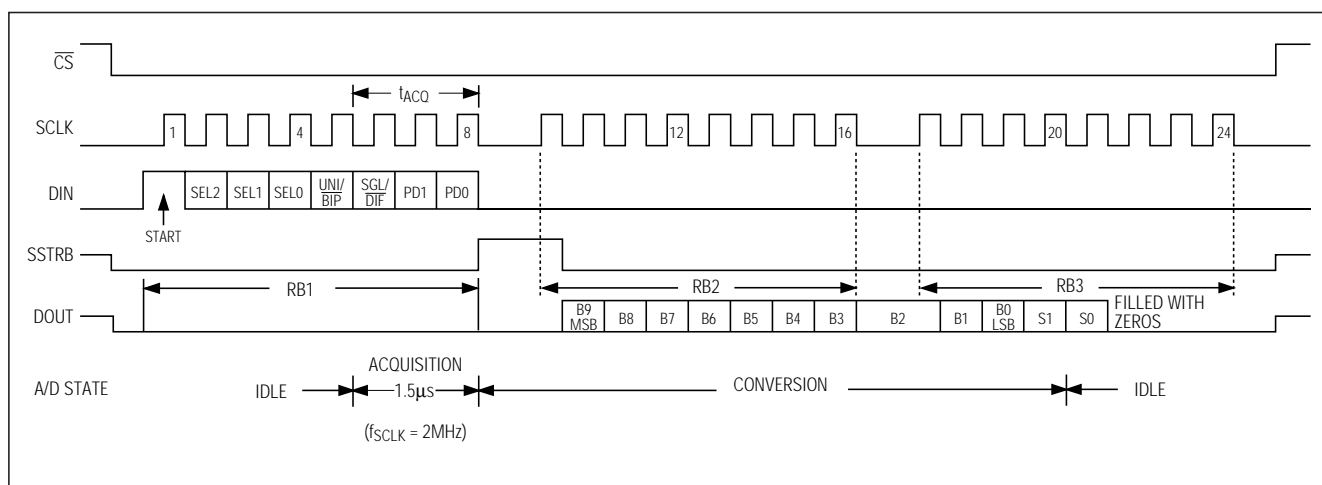 CS
tACQ
SCLK 1 4 8 12 16 20 24
DIN SEL2 SEL1 SEL0 UNI/BIP SGL/DIF PD1 PD0
START
SSTRB
RB1 RB2 RB3
DOUT B9 MSB B8 B7 B6 B5 B4 B3 B2 B1 B0 LSB S1 S0 FILLED WITH ZEROS
A/D STATE IDLE ACQUISITION 1.5μs CONVERSION IDLE
(fSCLK = 2MHz)